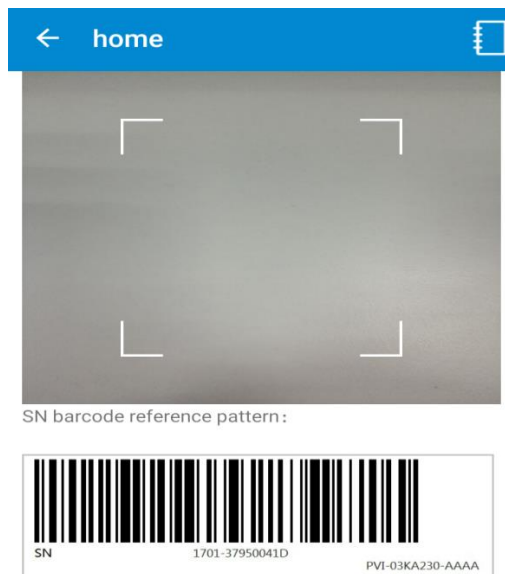 home
SN barcode reference pattern:
SN 1701-37950041D
PVI-03KA230-AAAA